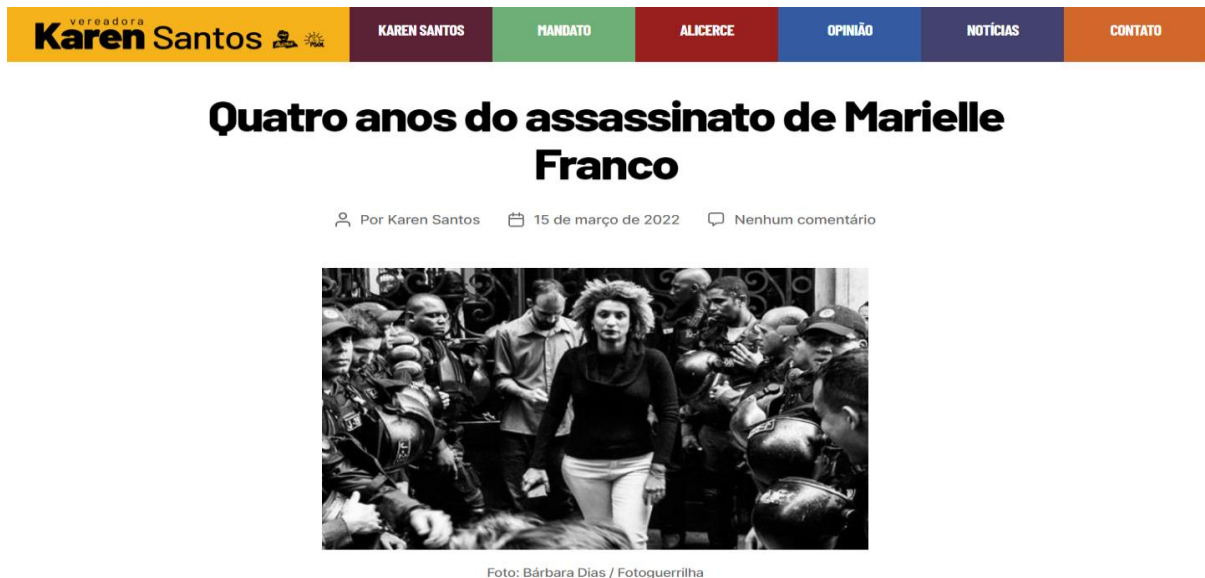 vereadora
Karen Santos
KAREN SANTOS
MANDATO
ALICERCE
OPINIÃO
NOTÍCIAS
CONTATO
Quatro anos do assassinato de Marielle
Franco
Por Karen Santos
15 de março de 2022
Nenhum comentário
Foto: Bárbara Dias / Fotoguerrilha